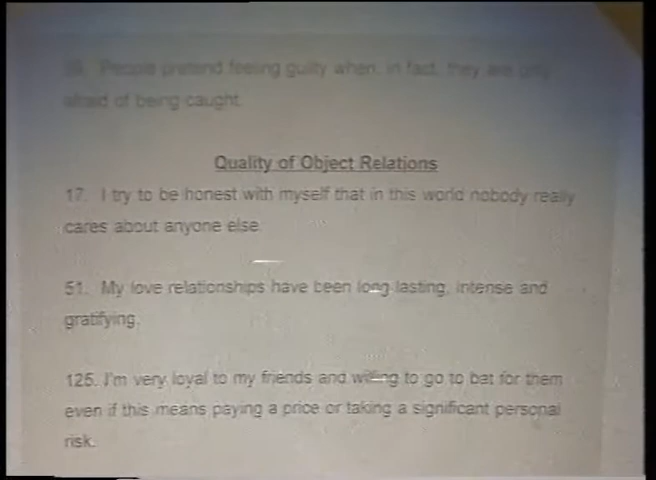 People pretend feeling guilty when, in fact, they are only
afraid of being caught.
Quality of Object Relations
17. I try to be honest with myself that in this world nobody really
cares about anyone else.
51. My love relationships have been long-lasting, intense and
gratifying.
125. I'm very loyal to my friends and willing to go to bat for them
even if this means paying a price or taking a significant personal
risk.